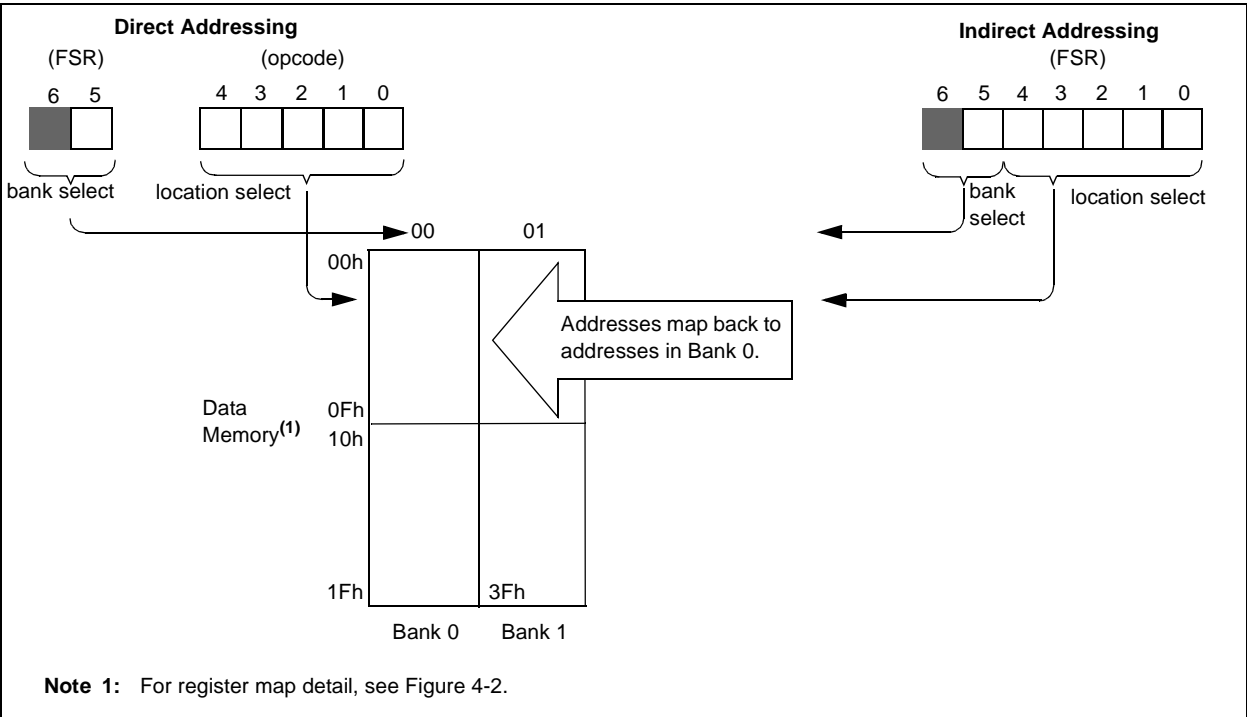 Direct Addressing
(FSR)
(opcode)
6 5
4 3 2 1 0
bank select
location select
Indirect Addressing
(FSR)
6 5 4 3 2 1 0
bank
select
location select
00
01
00h
Addresses map back to
addresses in Bank 0.
Data
Memory(1)
0Fh
10h
1Fh
3Fh
Bank 0
Bank 1
Note 1: For register map detail, see Figure 4-2.